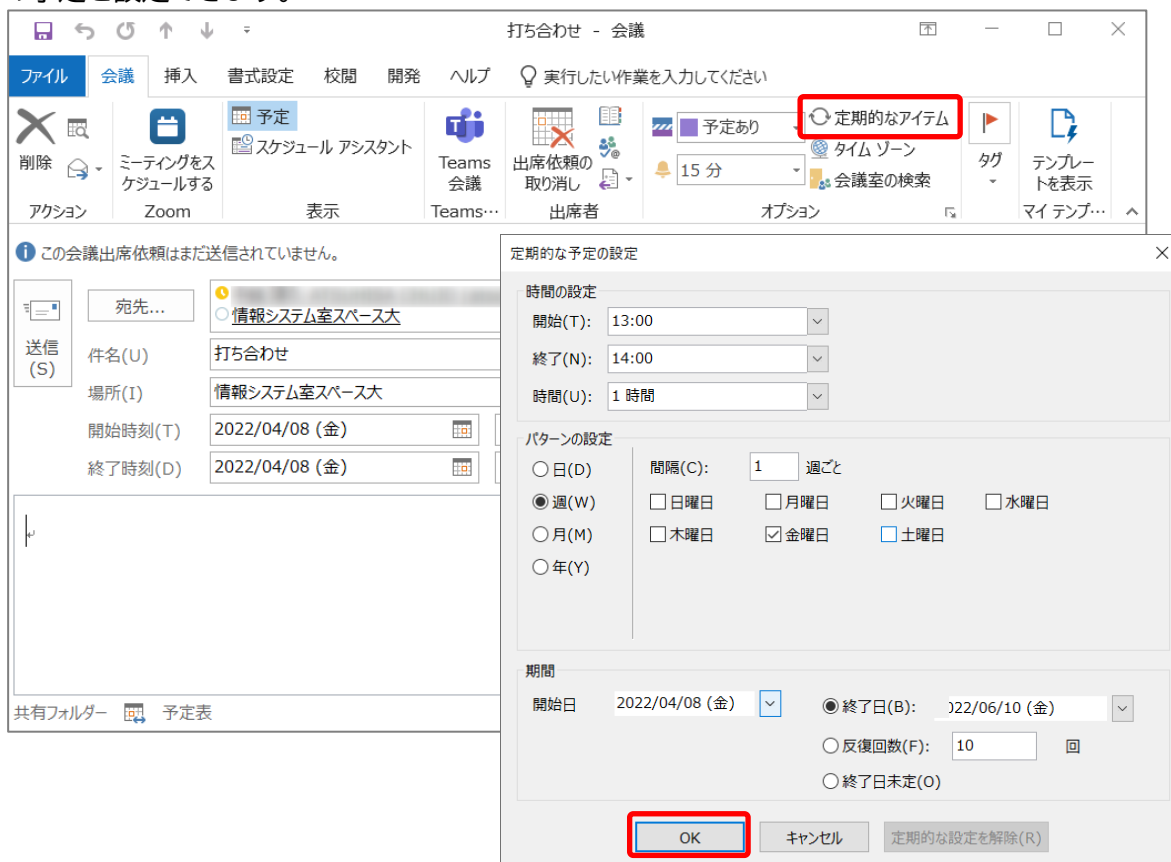 打ち合わせ - 会議
ファイル 会議 挿入 書式設定 校閲 開発 ヘルプ 実行したい作業を入力してください
削除
アクション
ミーティングをス
ケジュールする
Zoom
予定
スケジュール アシスタント
表示
Teams
会議
Teams…
出席依頼の
取り消し
出席者
予定あり
15 分
定期的なアイテム
タイム ゾーン
会議室の検索
オプション
タグ
テンプレー
トを表示
マイ テンプ…
この会議出席依頼はまだ送信されていません。
送信
(S)
宛先...
情報システム室スペース大
件名(U) 打ち合わせ
場所(I) 情報システム室スペース大
開始時刻(T) 2022/04/08 (金)
終了時刻(D) 2022/04/08 (金)
共有フォルダー 予定表
定期的な予定の設定
時間の設定
開始(T): 13:00
終了(N): 14:00
時間(U): 1 時間
パターンの設定
日(D) 間隔(C): 1 週ごと
週(W) 日曜日 月曜日 火曜日 水曜日
月(M) 木曜日 金曜日 土曜日
年(Y)
期間
開始日 2022/04/08 (金) 終了日(B): 022/06/10 (金)
反復回数(F): 10 回
終了日未定(O)
OK キャンセル 定期的な設定を解除(R)